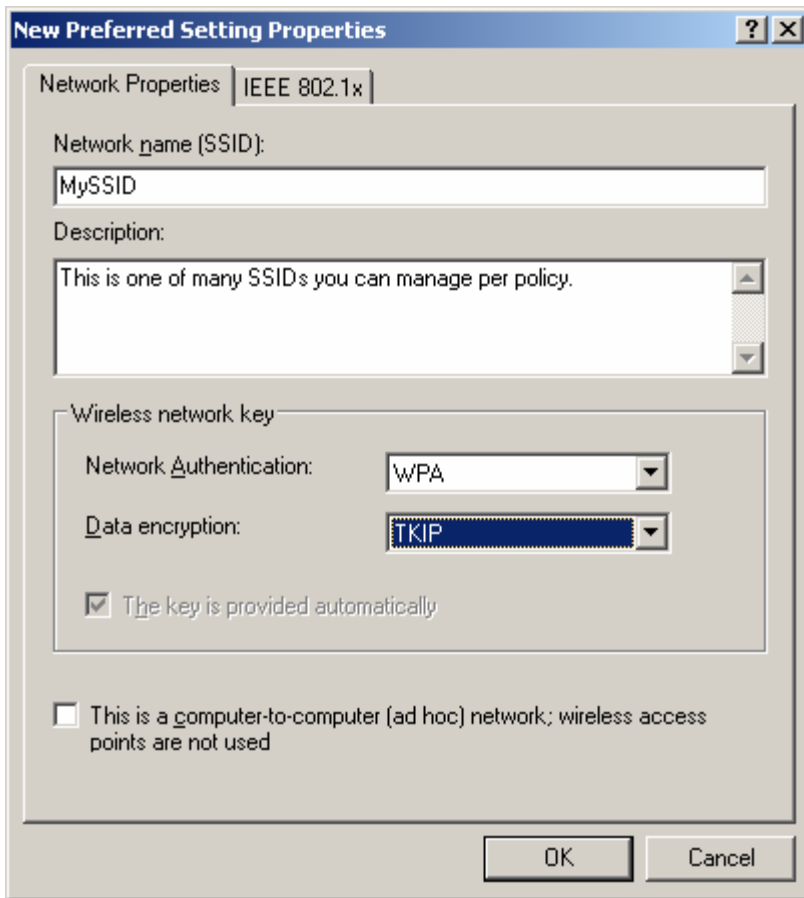 New Preferred Setting Properties
Network Properties
IEEE 802.1x
Network name (SSID):
MySSID
Description:
This is one of many SSIDs you can manage per policy.
Wireless network key
Network Authentication:
WPA
Data encryption:
TKIP
The key is provided automatically
This is a computer-to-computer (ad hoc) network; wireless access
points are not used
OK
Cancel